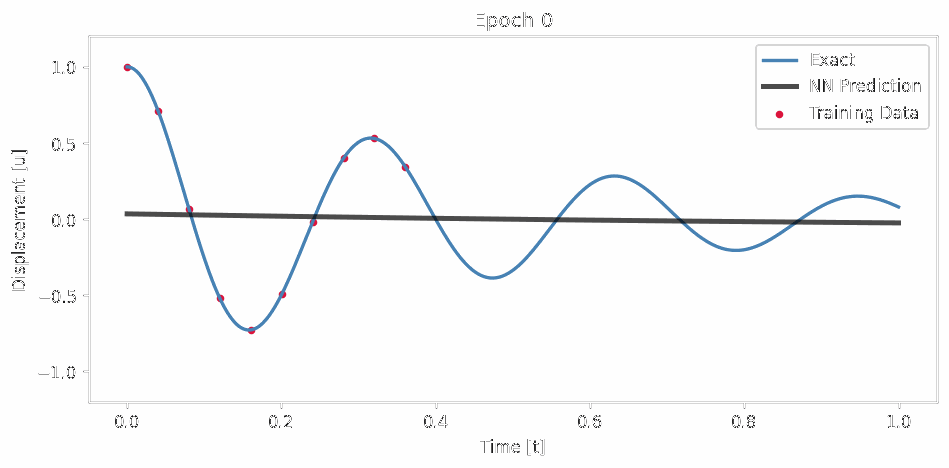 Epoch 0
Exact
NN Prediction
Training Data
1.0
0.5
0.0
−0.5
−1.0
Displacement [u]
0.0 0.2 0.4 0.6 0.8 1.0
Time [t]